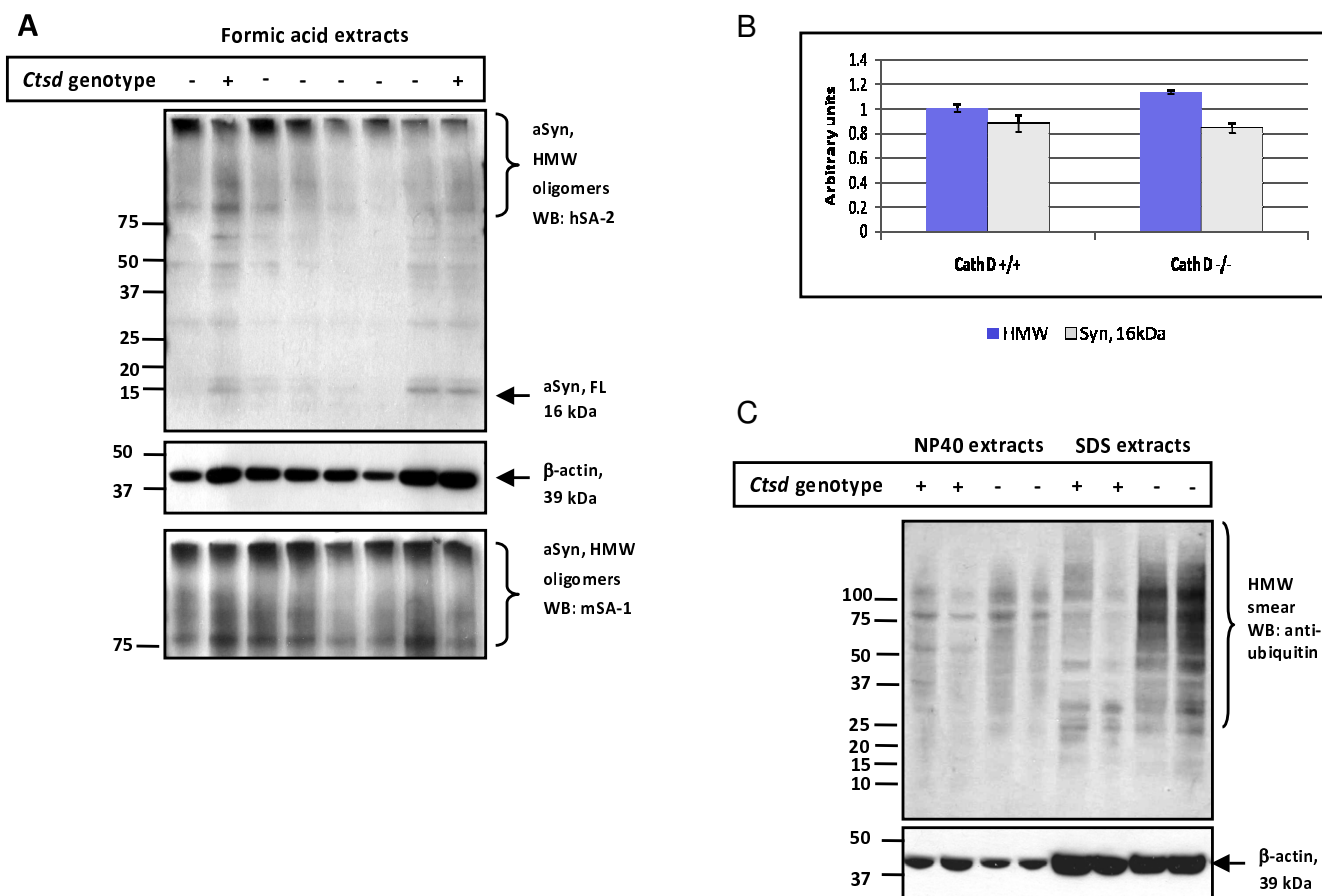 A
Formic acid extracts
Ctsd genotype - + - - - - - +
aSyn,
HMW
oligomers
WB: hSA-2
75
50
37
25
20
15
aSyn, FL
16 kDa
50
37
β-actin,
39 kDa
aSyn, HMW
oligomers
WB: mSA-1
75
B
Arbitrary units
1.4
1.2
1
0.8
0.6
0.4
0.2
0
Cath D +/+
Cath D -/-
HMW
Syn, 16kDa
C
NP40 extracts
SDS extracts
Ctsd genotype + + - - + + - -
100
75
50
37
25
20
15
10
HMW
smear
WB: anti-
ubiquitin
50
37
β-actin,
39 kDa